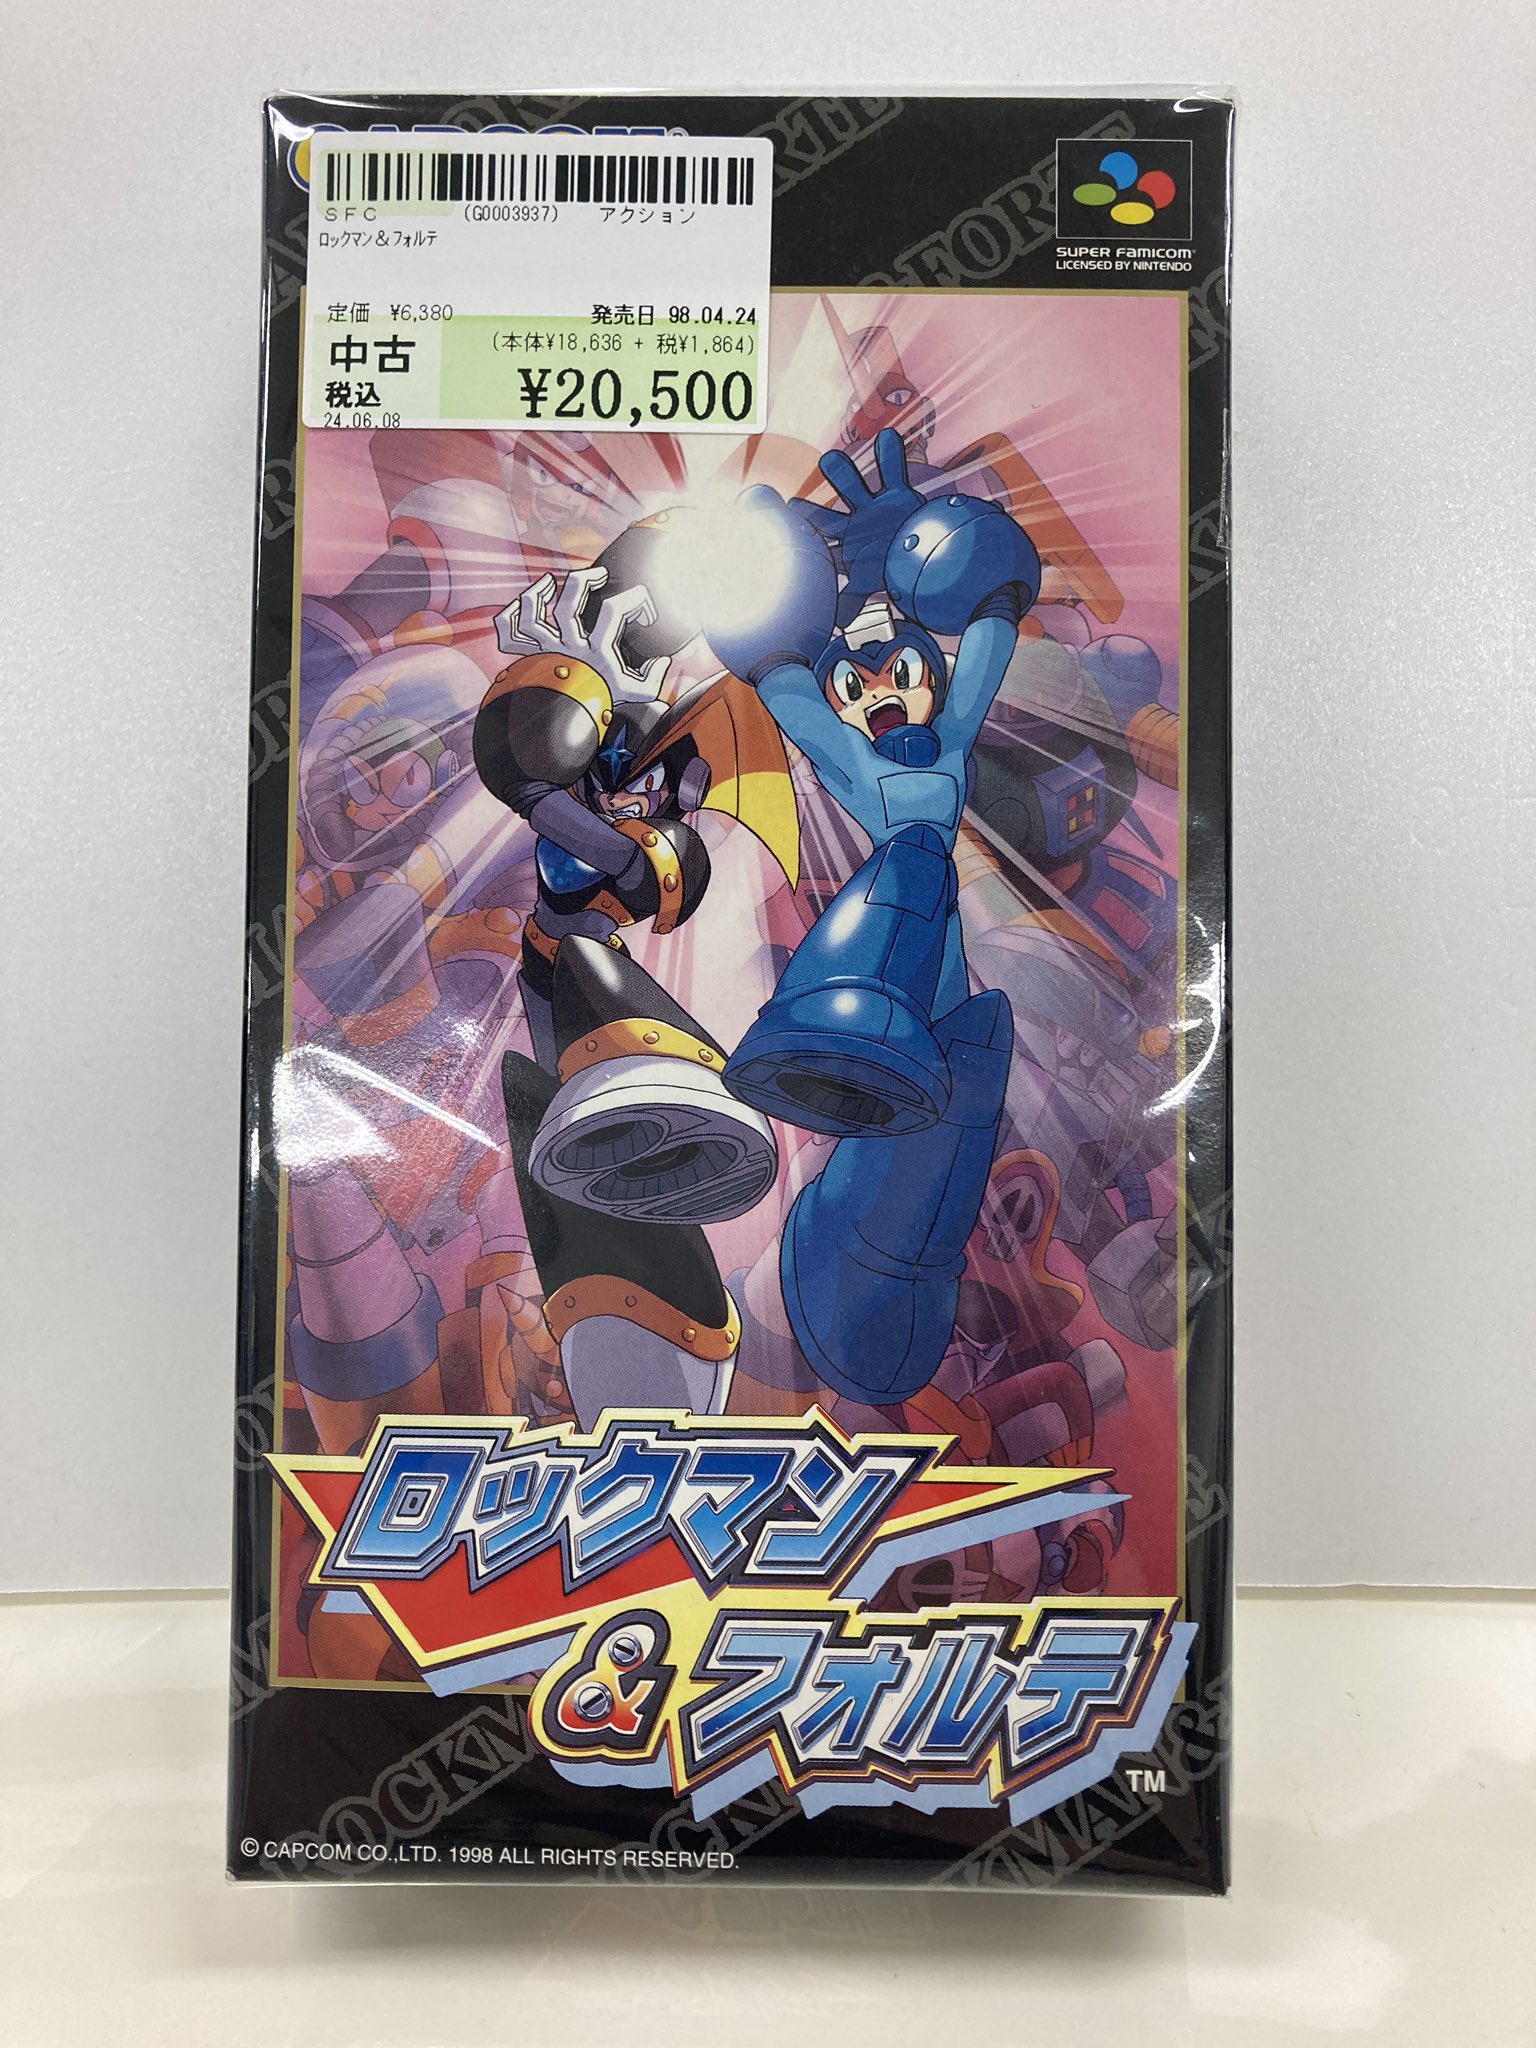 CAPCOM
SFC (G0003937) アクション
ロックマン＆フォルテ
定価 ¥6,380 発売日 98.04.24
中古 (本体¥18,636 + 税¥1,864)
税込 ¥20,500
24.06.08
SUPER FAMICOM
LICENSED BY NINTENDO
ロックマン
&フォルテ
TM
© CAPCOM CO.,LTD. 1998 ALL RIGHTS RESERVED.